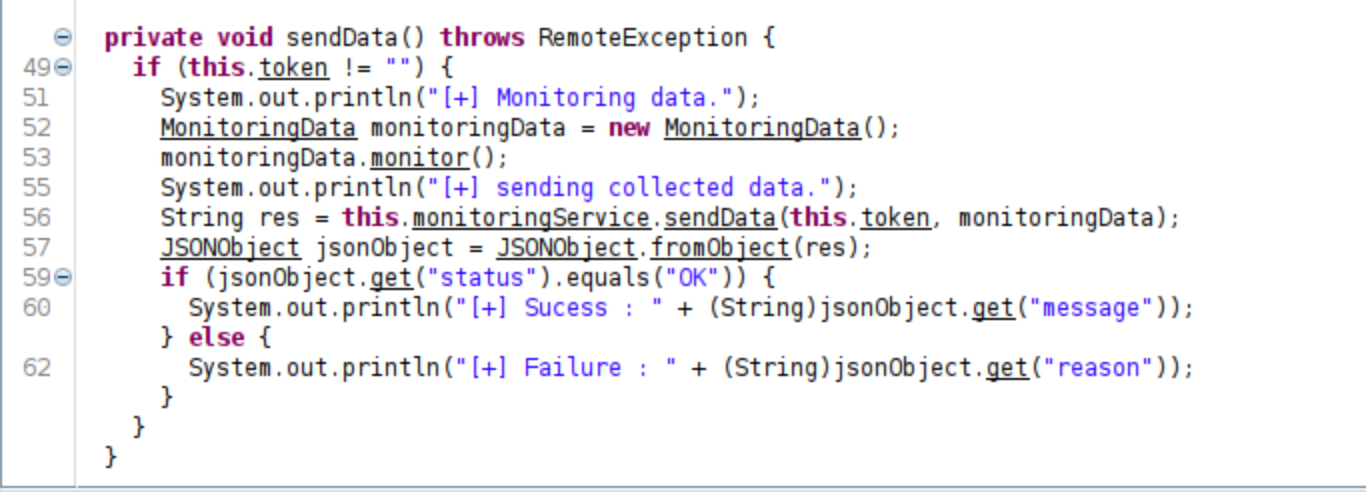 private void sendData() throws RemoteException {
49 if (this.token != "") {
51 System.out.println("[+] Monitoring data.");
52 MonitoringData monitoringData = new MonitoringData();
53 monitoringData.monitor();
55 System.out.println("[+] sending collected data.");
56 String res = this.monitoringService.sendData(this.token, monitoringData);
57 JSONObject jsonObject = JSONObject.fromObject(res);
59 if (jsonObject.get("status").equals("OK")) {
60 System.out.println("[+] Sucess : " + (String)jsonObject.get("message"));
} else {
62 System.out.println("[+] Failure : " + (String)jsonObject.get("reason"));
}
}
}